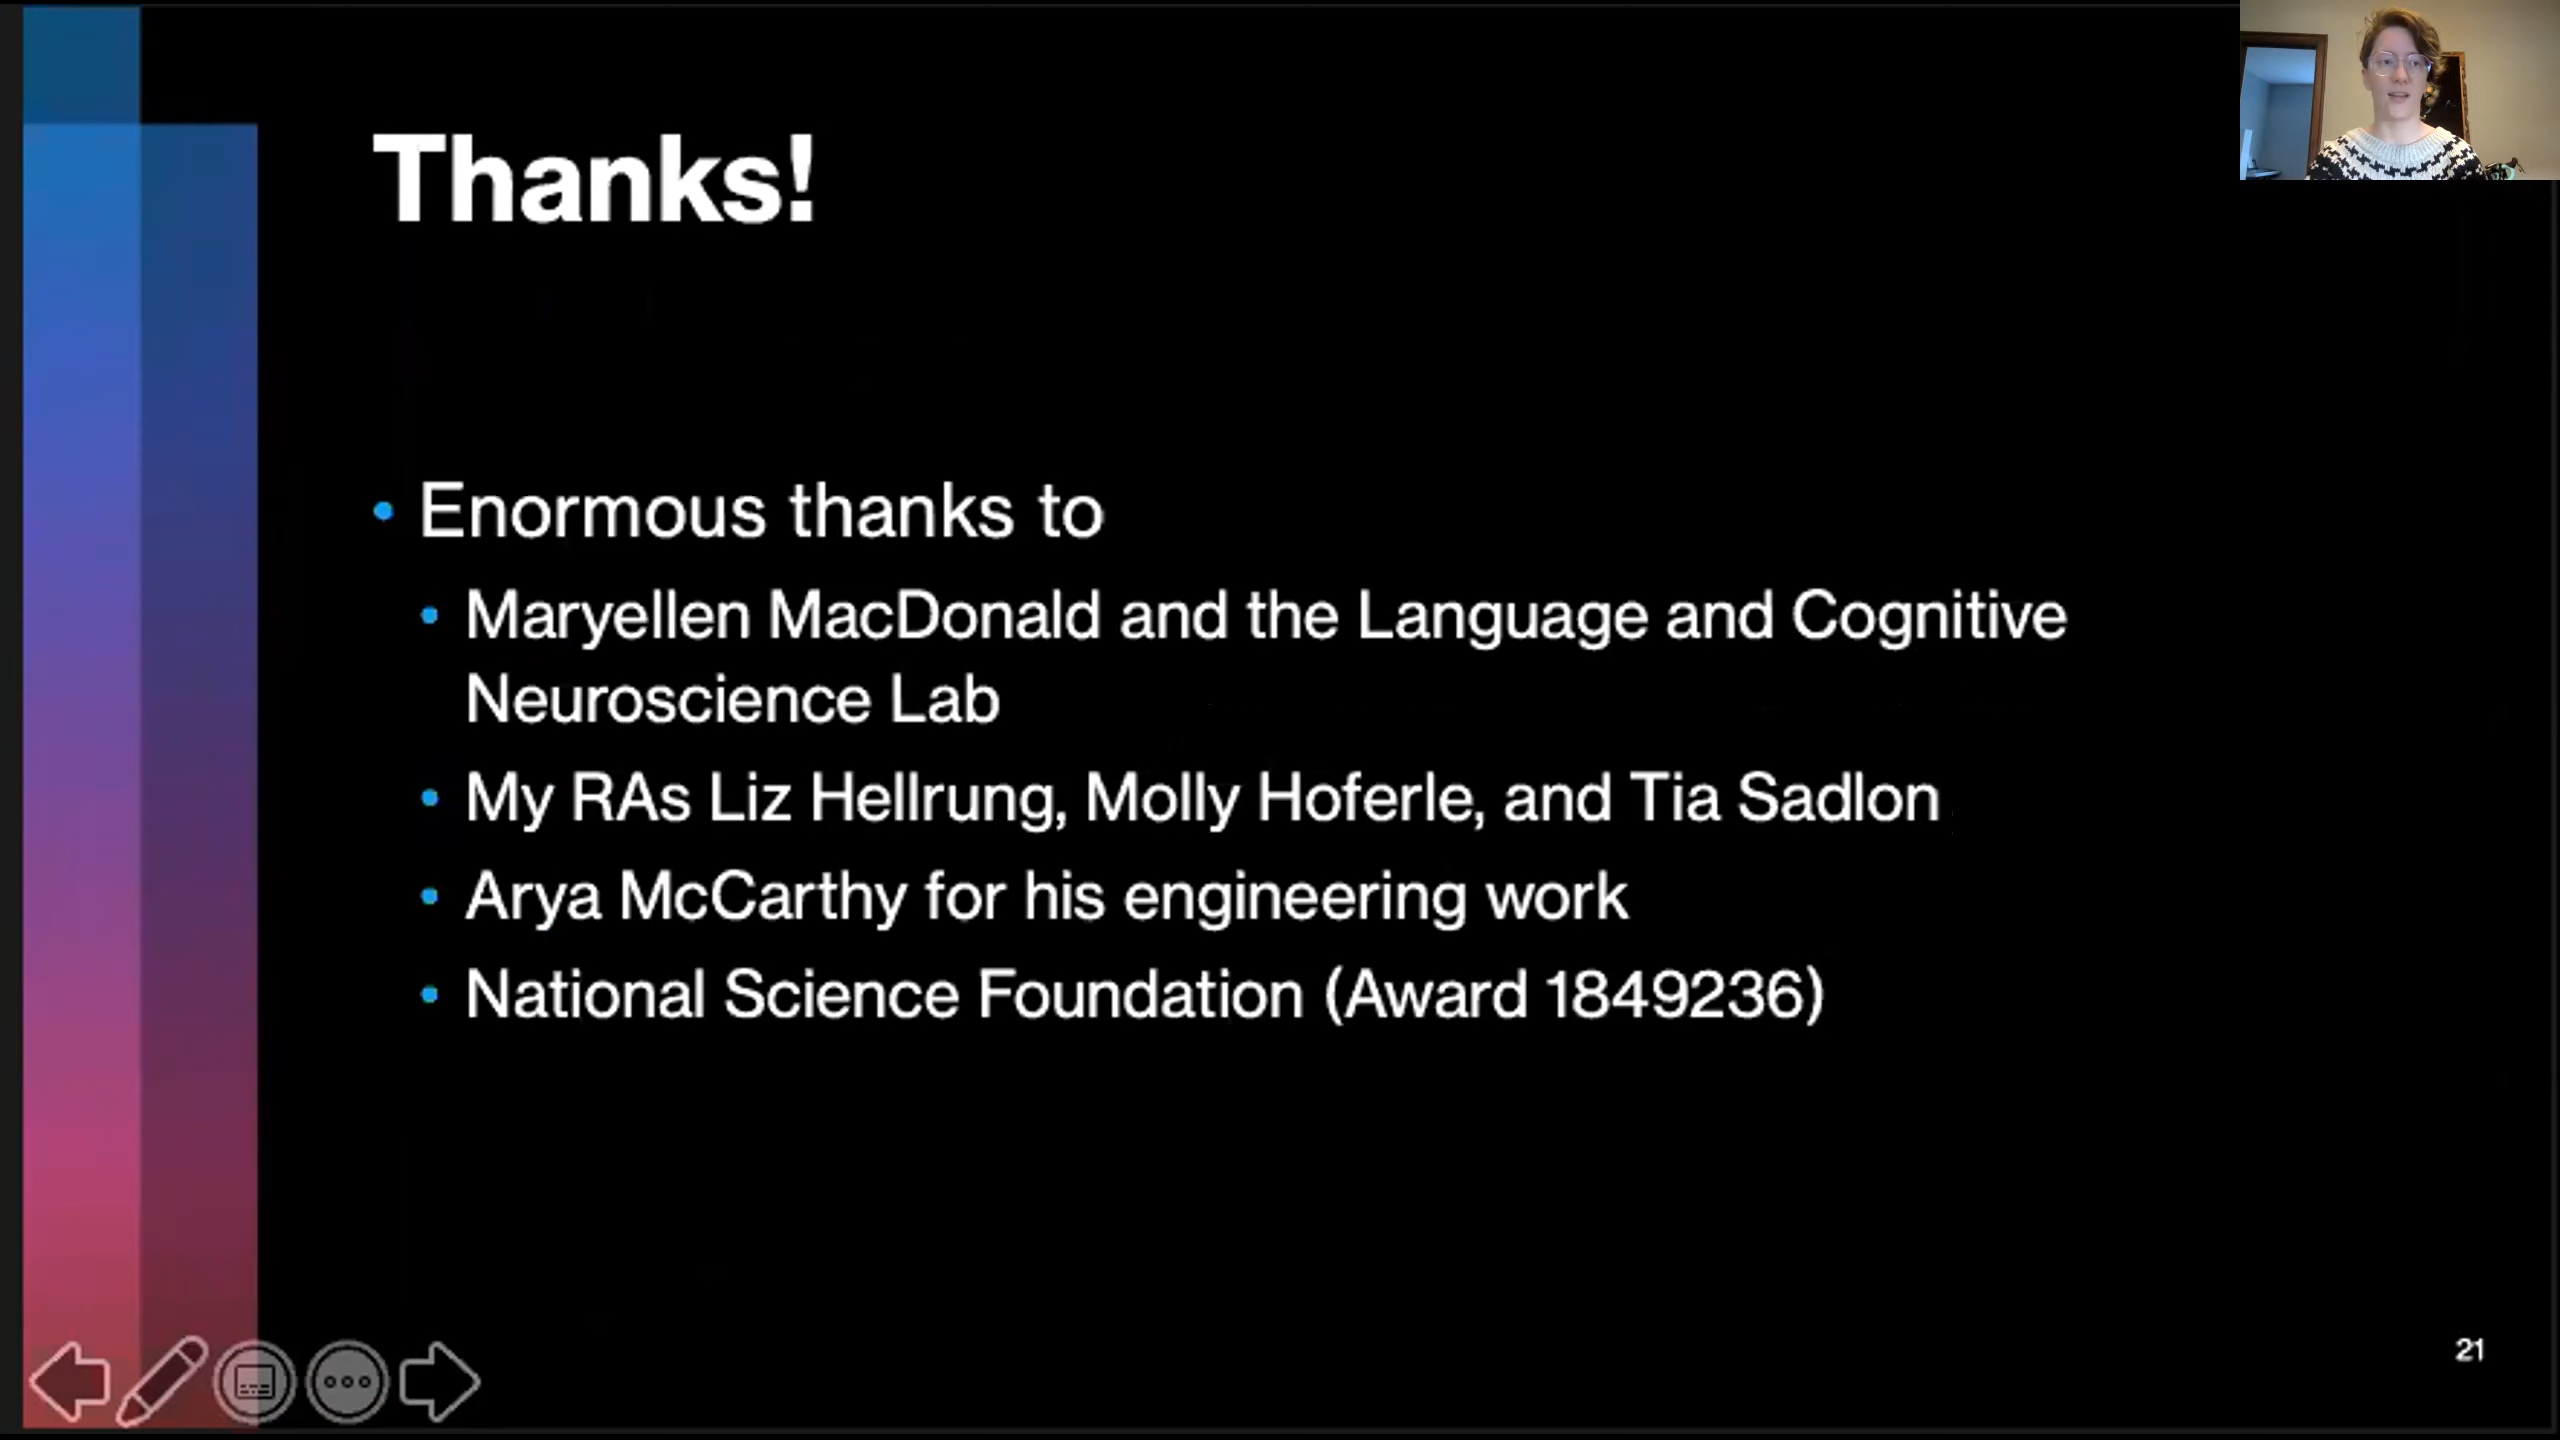 Thanks!
• Enormous thanks to
• Maryellen MacDonald and the Language and Cognitive
Neuroscience Lab
• My RAs Liz Hellrung, Molly Hoferle, and Tia Sadlon
• Arya McCarthy for his engineering work
• National Science Foundation (Award 1849236)
21